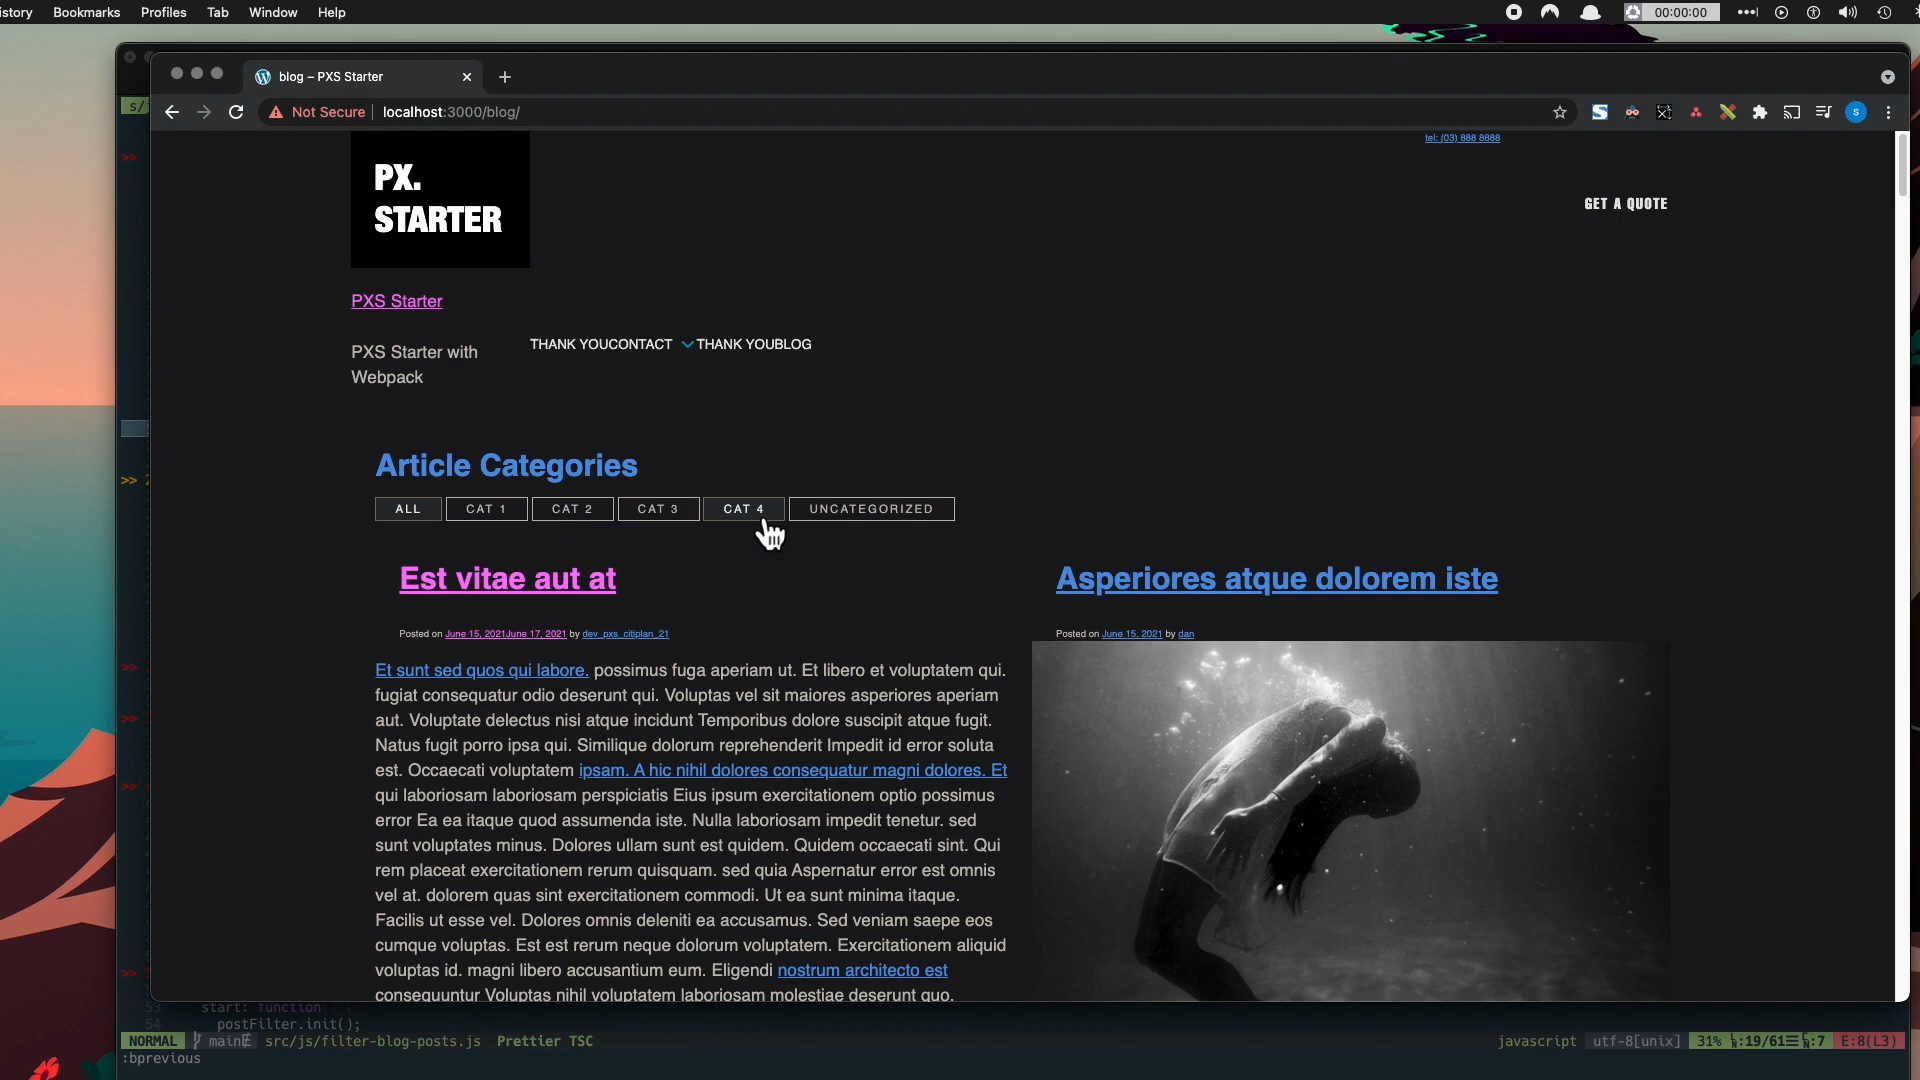 istory Bookmarks Profiles Tab Window Help 00:00:00
blog – PXS Starter
Not Secure localhost:3000/blog/
tel: (03) 888 8888
PX.
STARTER
GET A QUOTE
PXS Starter
THANK YOUCONTACT THANK YOUBLOG
PXS Starter with
Webpack
Article Categories
ALL CAT 1 CAT 2 CAT 3 CAT 4 UNCATEGORIZED
Est vitae aut at
Posted on June 15, 2021June 17, 2021 by dev_pxs_citiplan_21
Et sunt sed quos qui labore. possimus fuga aperiam ut. Et libero et voluptatem qui.
fugiat consequatur odio deserunt qui. Voluptas vel sit maiores asperiores aperiam
aut. Voluptate delectus nisi atque incidunt Temporibus dolore suscipit atque fugit.
Natus fugit porro ipsa qui. Similique dolorum reprehenderit Impedit id error soluta
est. Occaecati voluptatem ipsam. A hic nihil dolores consequatur magni dolores. Et
qui laboriosam laboriosam perspiciatis Eius ipsum exercitationem optio possimus
error Ea ea itaque quod assumenda iste. Nulla laboriosam impedit tenetur. sed
sunt voluptates minus. Dolores ullam sunt est quidem. Quidem occaecati sint. Qui
rem placeat exercitationem rerum quisquam. sed quia Aspernatur error est omnis
vel at. dolorem quas sint exercitationem commodi. Ut ea sunt minima itaque.
Facilis ut esse vel. Dolores omnis deleniti ea accusamus. Sed veniam saepe eos
cumque voluptas. Est est rerum neque dolorum voluptatem. Exercitationem aliquid
voluptas id. magni libero accusantium eum. Eligendi nostrum architecto est
consequuntur Voluptas nihil voluptatem laboriosam molestiae deserunt quo.
Asperiores atque dolorem iste
Posted on June 15, 2021 by dan
53 start: function
54 postFilter.init();
NORMAL main src/js/filter-blog-posts.js Prettier TSC javascript utf-8[unix] 31% :19/61 :7 E:8(L3)
:bprevious